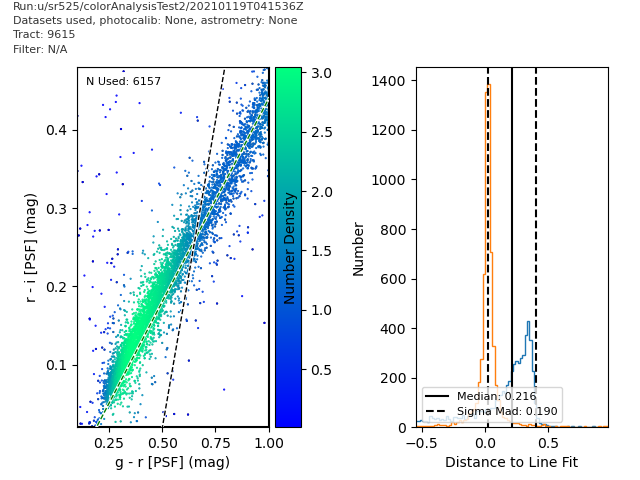 Run:u/sr525/colorAnalysisTest2/20210119T041536Z
Datasets used, photocalib: None, astrometry: None
Tract: 9615
Filter: N/A
N Used: 6157
0.4
0.3
0.2
0.1
r - i [PSF] (mag)
0.25 0.50 0.75 1.00
g - r [PSF] (mag)
3.0
2.5
2.0
1.5
1.0
0.5
Number Density
1400
1200
1000
800
600
400
200
0
Number
Median: 0.216
Sigma Mad: 0.190
−0.5 0.0 0.5
Distance to Line Fit